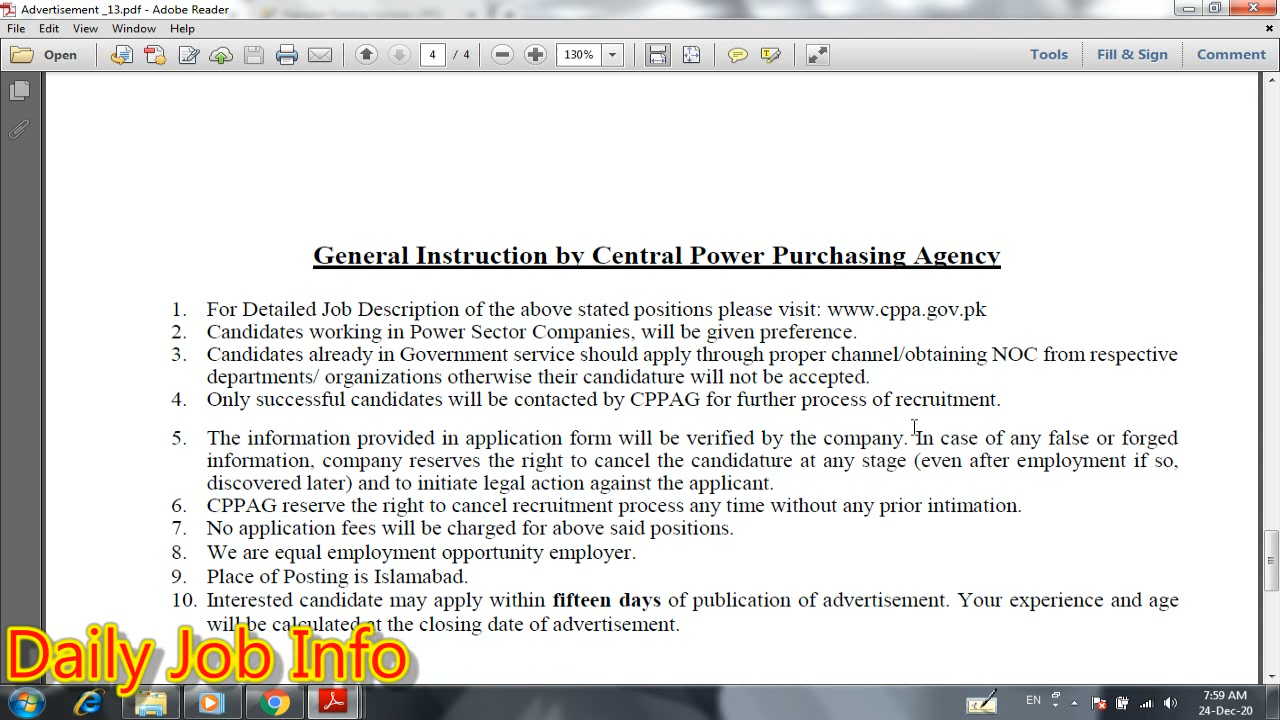 Advertisement _13.pdf - Adobe Reader
File Edit View Window Help
Open 4 / 4 130% Tools Fill & Sign Comment
General Instruction by Central Power Purchasing Agency
1. For Detailed Job Description of the above stated positions please visit: www.cppa.gov.pk
2. Candidates working in Power Sector Companies, will be given preference.
3. Candidates already in Government service should apply through proper channel/obtaining NOC from respective
departments/ organizations otherwise their candidature will not be accepted.
4. Only successful candidates will be contacted by CPPAG for further process of recruitment.
5. The information provided in application form will be verified by the company. In case of any false or forged
information, company reserves the right to cancel the candidature at any stage (even after employment if so,
discovered later) and to initiate legal action against the applicant.
6. CPPAG reserve the right to cancel recruitment process any time without any prior intimation.
7. No application fees will be charged for above said positions.
8. We are equal employment opportunity employer.
9. Place of Posting is Islamabad.
10. Interested candidate may apply within fifteen days of publication of advertisement. Your experience and age
will be calculated at the closing date of advertisement.
Daily Job Info
EN 7:59 AM
24-Dec-20